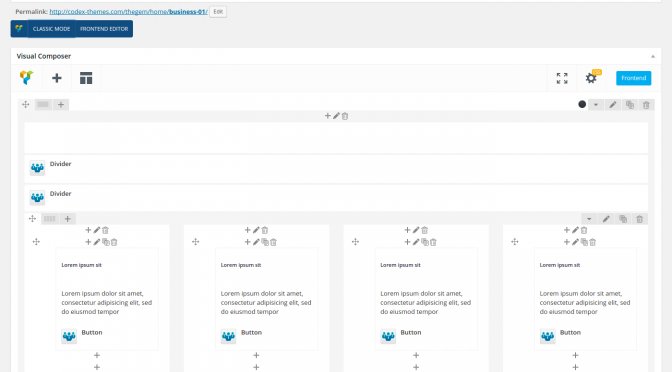 Permalink: http://codex-themes.com/thegem/home/business-01/ Edit
CLASSIC MODE FRONTEND EDITOR
Visual Composer
Frontend
Divider
Divider
Lorem ipsum sit Lorem ipsum sit Lorem ipsum sit Lorem ipsum sit
Lorem ipsum dolor sit amet, Lorem ipsum dolor sit amet, Lorem ipsum dolor sit amet, Lorem ipsum dolor sit amet,
consectetur adipisicing elit, sed consectetur adipisicing elit, sed consectetur adipisicing elit, sed consectetur adipisicing elit, sed
do eiusmod tempor do eiusmod tempor do eiusmod tempor do eiusmod tempor
Button Button Button Button